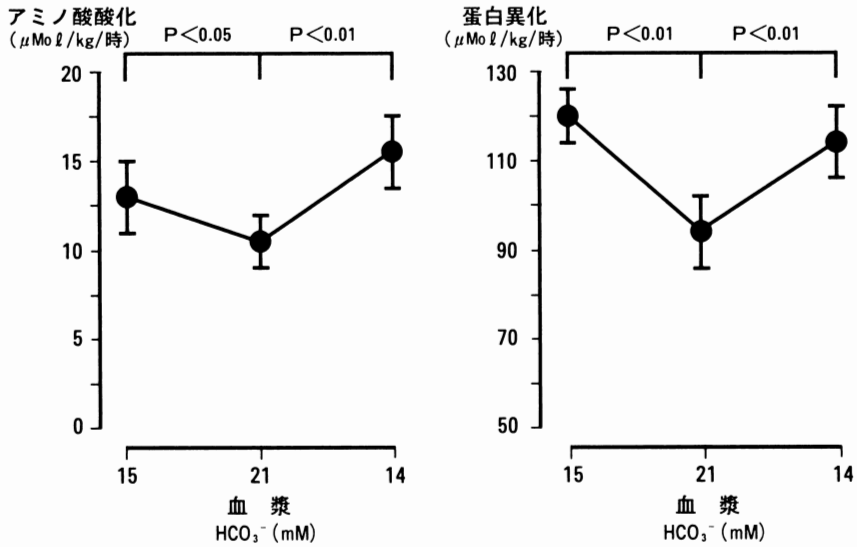 アミノ酸酸化
(μMoℓ/kg/時)
P<0.05
P<0.01
20
15
10
5
0
15
21
14
血漿
HCO₃⁻(mM)
蛋白異化
(μMoℓ/kg/時)
P<0.01
P<0.01
130
110
90
70
50
15
21
14
血漿
HCO₃⁻(mM)